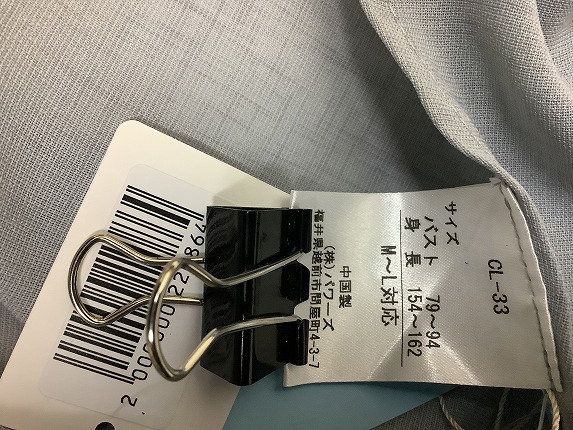 CL-33
サイズ
バスト 79～94
身 長 154～162
M～L対応
中国製
(株)パワーズ
福井県越前市問屋町4-3-7